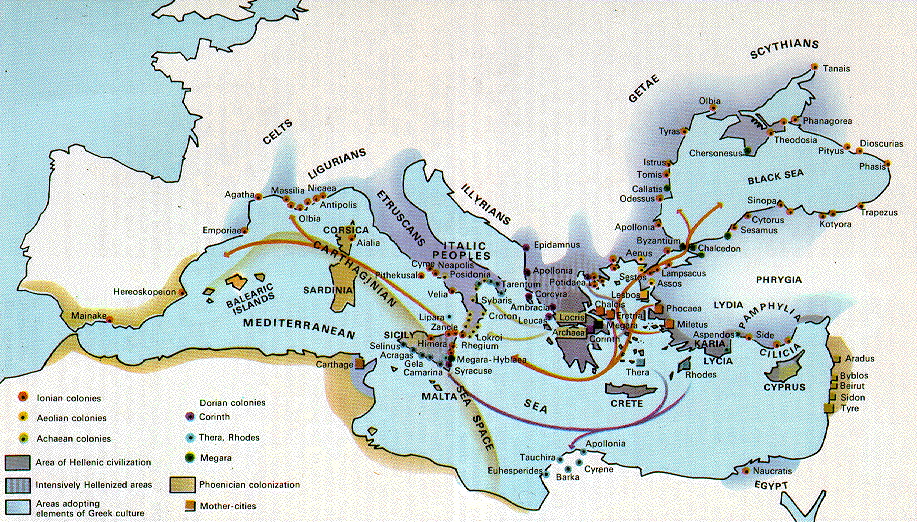 SCYTHIANS
Tanais
GETAE
Olbia
Phanagorea
Tyras
Theodosia
Dioscurias
Chersonesus
Pityus
CELTS
Phasis
LIGURIANS
Istrus
Tomis
BLACK SEA
Callatis
Odessus
ILLYRIANS
Agatha
Massilia
Nicaea
Antipolis
ETRUSCANS
Sinopa
Trapezus
Olbia
Cytorus
Kotyora
Sesamus
Emporiae
CORSICA
Apollonia
Aialia
Byzantium
Chalcedon
ITALIC
PEOPLES
Epidamnus
Aenus
CARTHAGINIAN
Cyme
Neapolis
Pithekusai
Posidonia
Apollonia
Potidaea
Sestos
Lampsacus
Assos
PHRYGIA
Hereoskopeion
BALEARIC
ISLANDS
SARDINIA
Velia
Tarentum
Sybaris
Corcyra
Ambracia
Lesbos
Chalcis
Phocaea
LYDIA
Mainake
MEDITERRANEAN
Lipara
Croton
Leucas
Locris
Eretria
Megara
Miletus
PAMPHYLIA
Zancle
SICILY
Himera
Lokroi
Rhegium
Archaea
Corinth
Aspendos
Side
KARIA
CILICIA
Selinus
Acragas
Megara-Hyblaea
LYCIA
Aradus
Carthage
Gela
Camarina
Syracuse
Thera
Rhodes
CYPRUS
Byblos
Beirut
Sidon
Tyre
MALTA
SEA
CRETE
SEA SPACE
Apollonia
Tauchira
Euhesperides
Cyrene
Barka
Naucratis
EGYPT
Ionian colonies
Aeolian colonies
Achaean colonies
Area of Hellenic civilization
Intensively Hellenized areas
Areas adopting
elements of Greek culture
Dorian colonies
Corinth
Thera, Rhodes
Megara
Phoenician colonization
Mother-cities